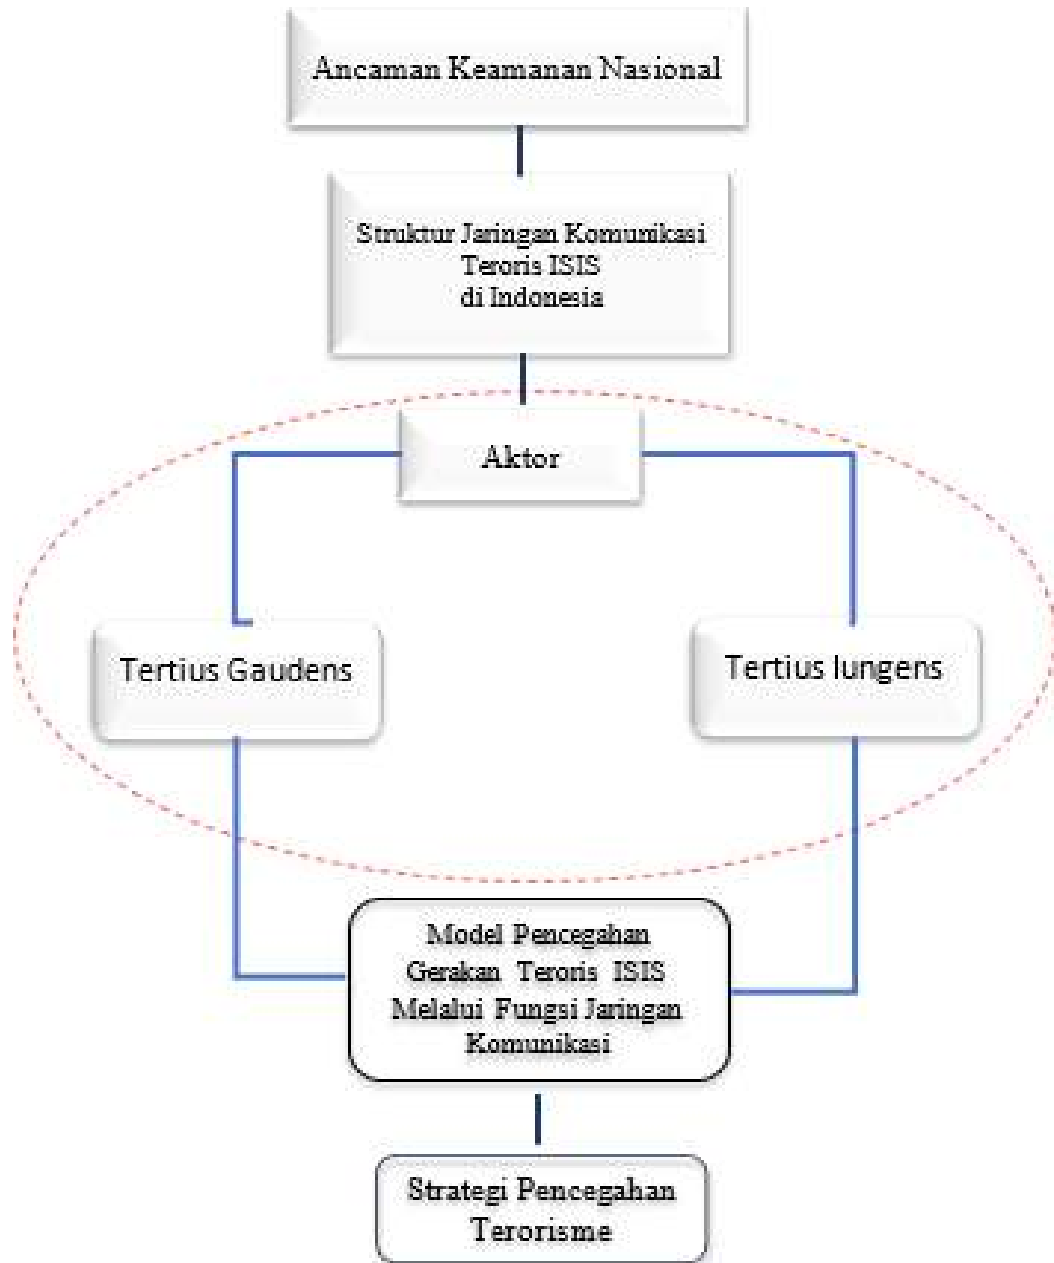 Ancaman Keamanan Nasional
Struktur Jaringan Komunikasi
Teroris ISIS
di Indonesia
Aktor
Tertius Gaudens
Tertius Iungens
Model Pencegahan
Gerakan Teroris ISIS
Melalui Fungsi Jaringan
Komunikasi
Strategi Pencegahan
Terorisme